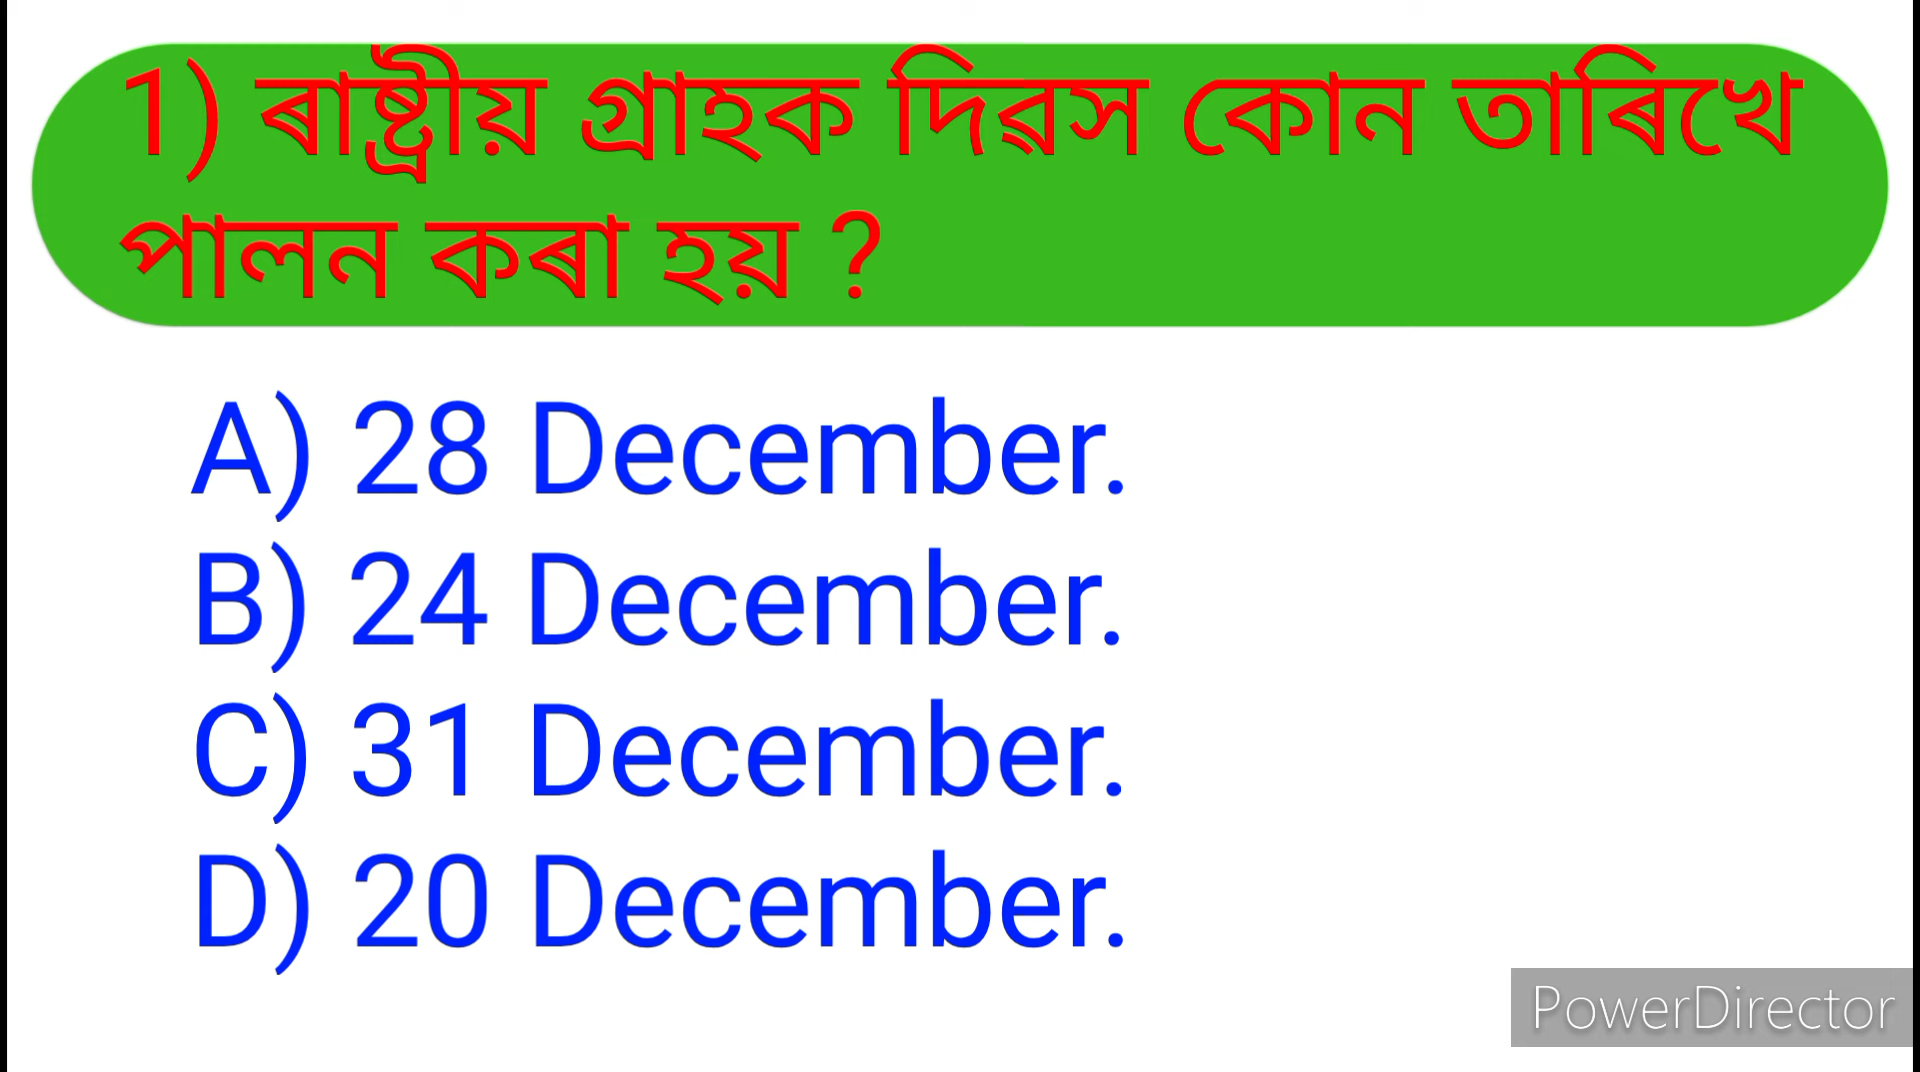 1) ৰাষ্ট্ৰীয় গ্ৰাহক দিৱস কোন তাৰিখে
পালন কৰা হয় ?
A) 28 December.
B) 24 December.
C) 31 December.
D) 20 December.
PowerDirector